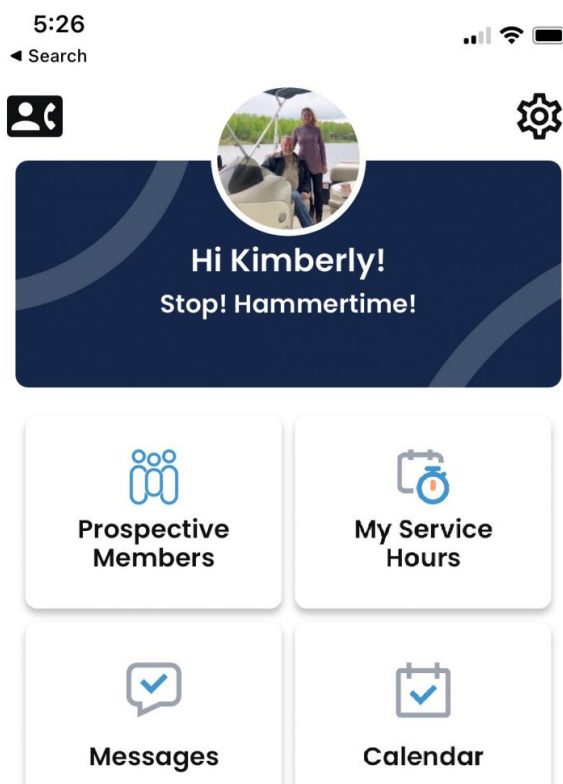 5:26
◀ Search
Hi Kimberly!
Stop! Hammertime!
Prospective
Members
My Service
Hours
Messages
Calendar